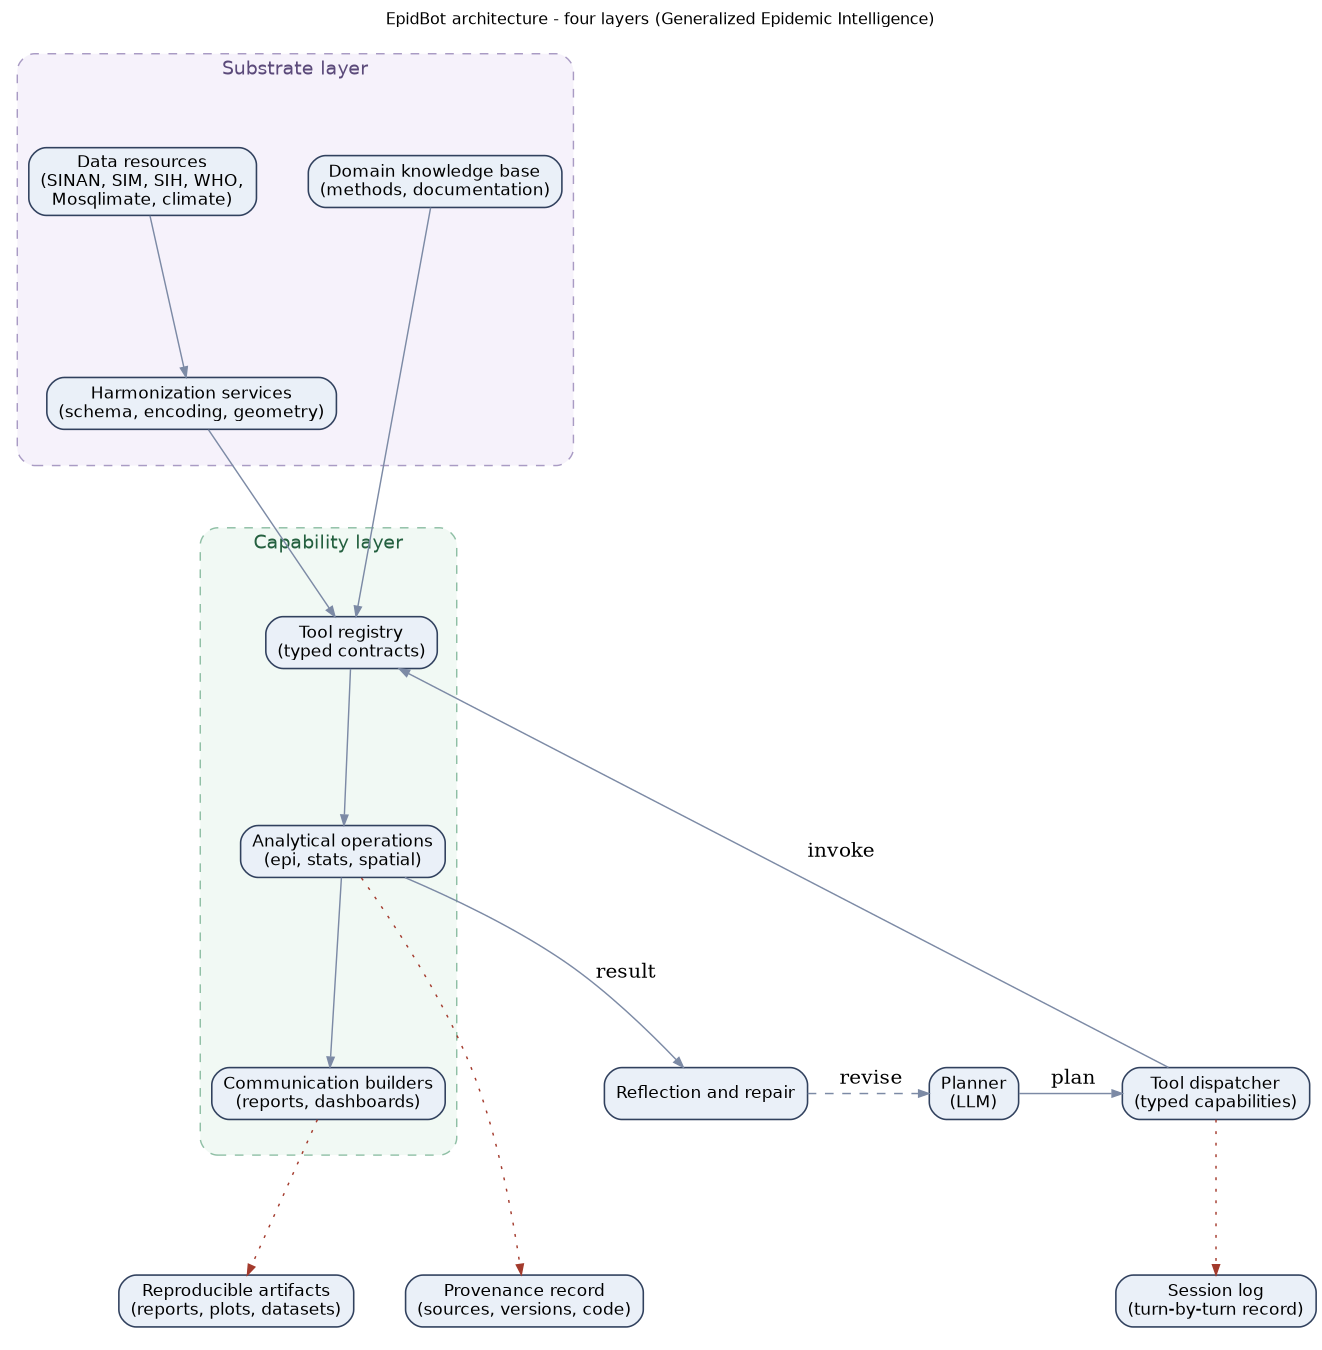 EpidBot architecture - four layers (Generalized Epidemic Intelligence)
Substrate layer
Data resources
(SINAN, SIM, SIH, WHO,
Mosqlimate, climate)
Domain knowledge base
(methods, documentation)
Harmonization services
(schema, encoding, geometry)
Capability layer
Tool registry
(typed contracts)
Analytical operations
(epi, stats, spatial)
invoke
result
Communication builders
(reports, dashboards)
Reflection and repair
revise
Planner
(LLM)
plan
Tool dispatcher
(typed capabilities)
Reproducible artifacts
(reports, plots, datasets)
Provenance record
(sources, versions, code)
Session log
(turn-by-turn record)